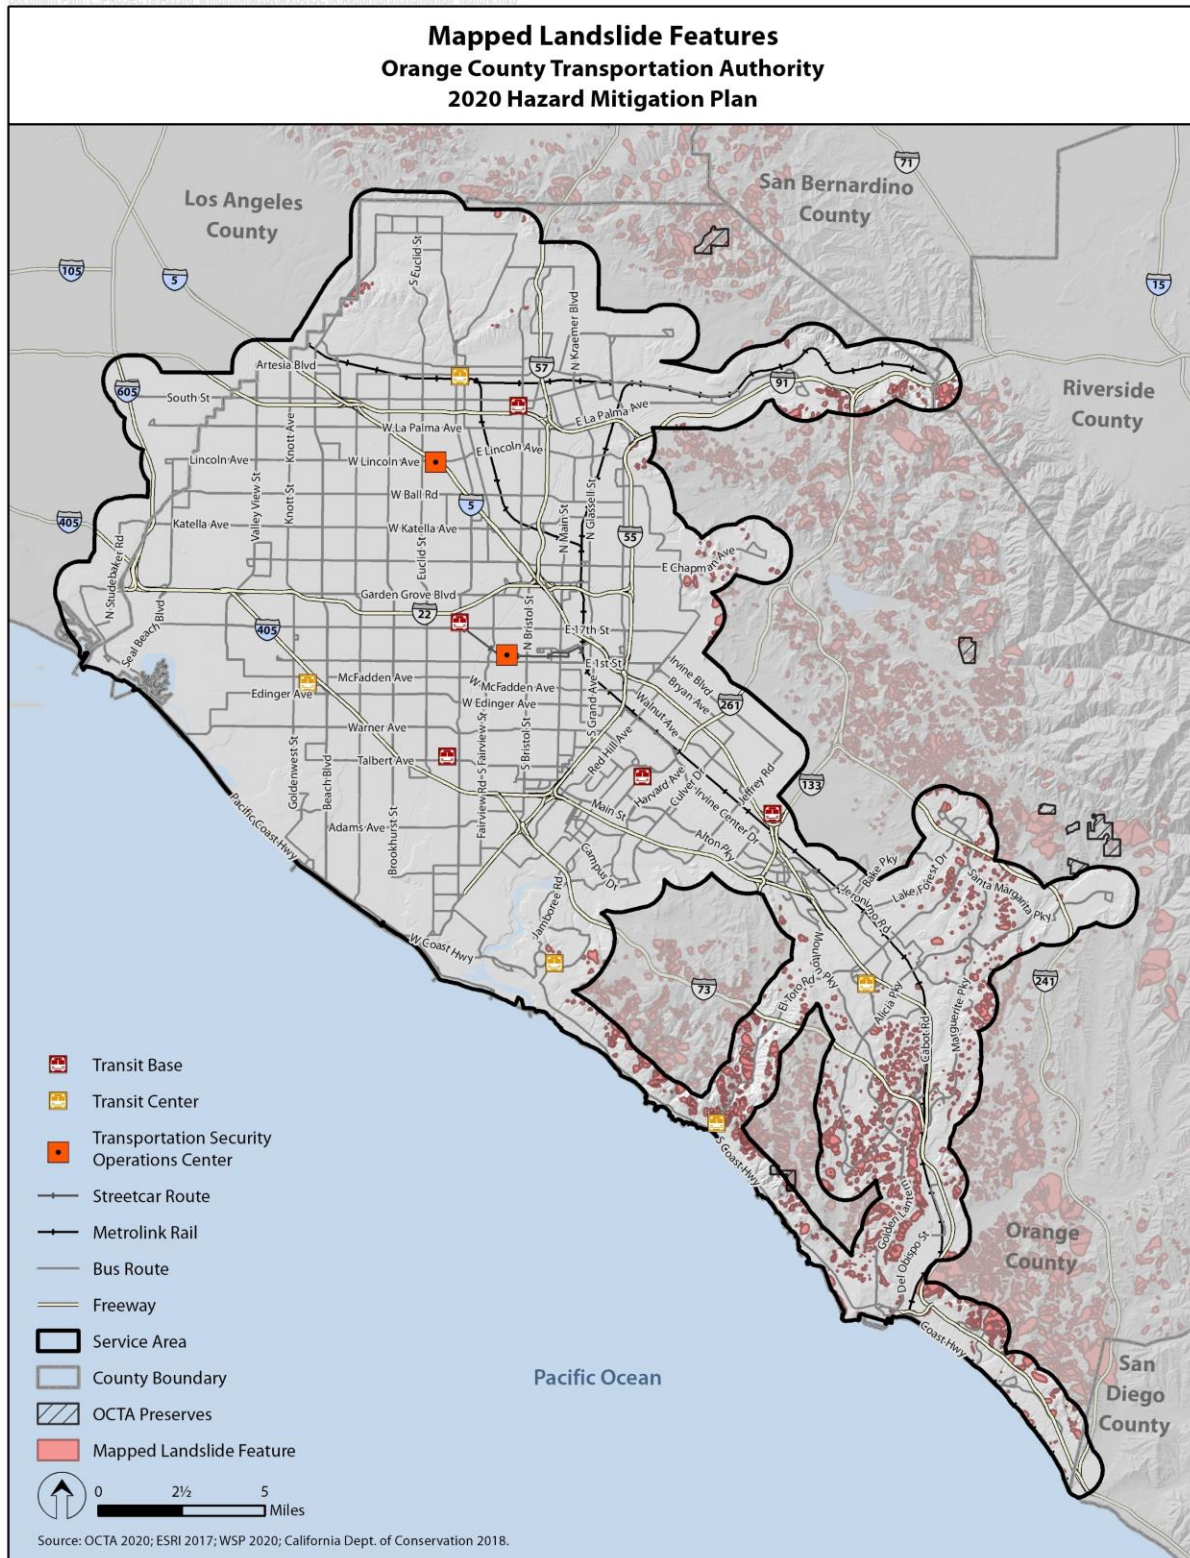 Mapped Landslide Features
Orange County Transportation Authority
2020 Hazard Mitigation Plan
71
San Bernardino
County
Los Angeles
County
105
5
15
S Euclid St
N Kraemer Blvd
57
91
Artesia Blvd
605
South St
Riverside
County
Knott Ave
W La Palma Ave
E La Palma Ave
E Lincoln Ave
Lincoln Ave
W Lincoln Ave
Valley View St
Knott St
W Ball Rd
5
N Main St
N Glassell St
405
Katella Ave
W Katella Ave
55
N Studebaker Rd
Euclid St
E Chapman Ave
Garden Grove Blvd
22
Seal Beach Blvd
405
N Bristol St
E 17th St
E 1st St
McFadden Ave
W McFadden Ave
Irvine Blvd
Edinger Ave
W Edinger Ave
Bryan Ave
261
Walnut Ave
Warner Ave
S Grand Ave
Talbert Ave
S Fairview St
S Bristol St
Red Hill Ave
Harvard Ave
Culver Dr
Jeffrey Rd
133
Goldenwest St
Beach Blvd
Irvine Center Dr
Pacific Coast Hwy
Adams Ave
Brookhurst St
Fairview Rd
Main St
Alton Pky
Campus Dr
Bake Pky
Lake Forest Dr
Santa Margarita Pky
Jeronimo Rd
Jamboree Rd
W Coast Hwy
Moulton Pky
73
El Toro Rd
Alicia Pky
241
Cabot Rd
Marguerite Pky
S Coast Hwy
Golden Lantern
Del Obispo St
Orange
County
Coast Hwy
San
Diego
County
Pacific Ocean
Transit Base
Transit Center
Transportation Security
Operations Center
Streetcar Route
Metrolink Rail
Bus Route
Freeway
Service Area
County Boundary
OCTA Preserves
Mapped Landslide Feature
0 2½ 5
Miles
Source: OCTA 2020; ESRI 2017; WSP 2020; California Dept. of Conservation 2018.